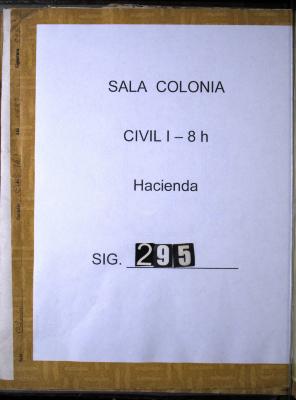 SALA COLONIA
CIVIL I – 8 h
Hacienda
SIG. 295